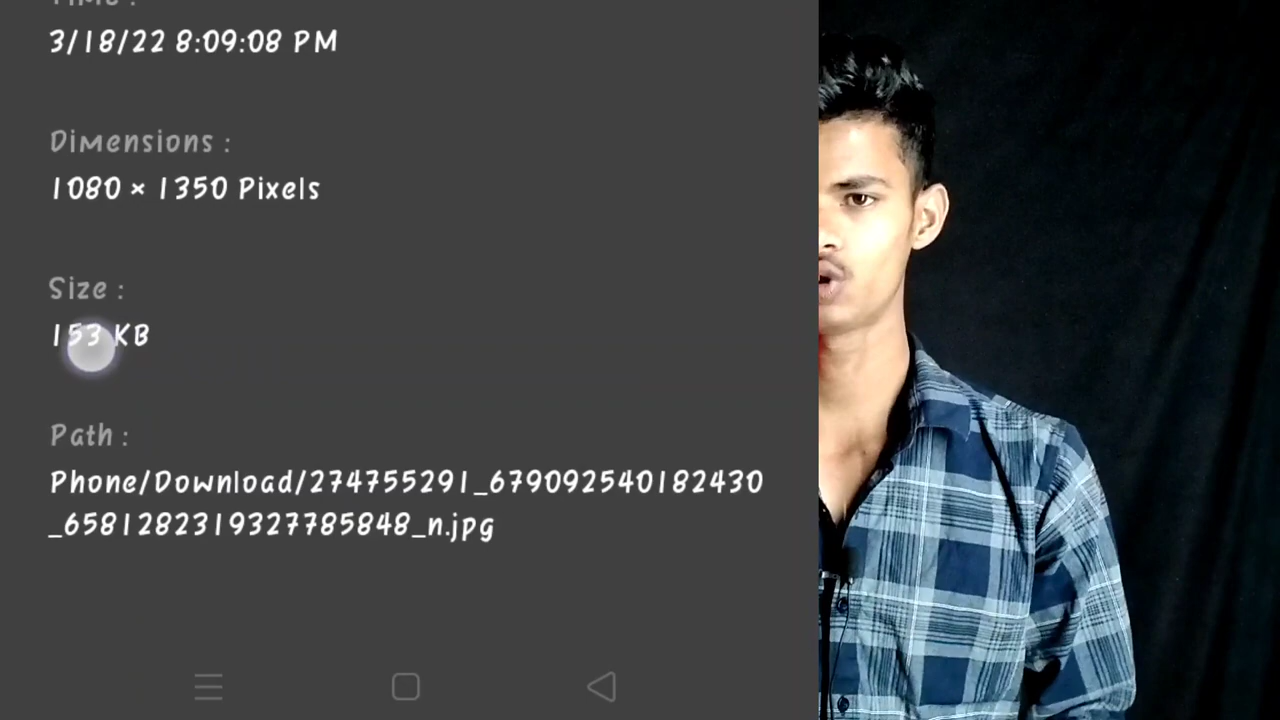 Time :
3/18/22 8:09:08 PM
Dimensions :
1080 × 1350 Pixels
Size :
153 KB
Path :
Phone/Download/274755291_679092540182430
_6581282319327785848_n.jpg